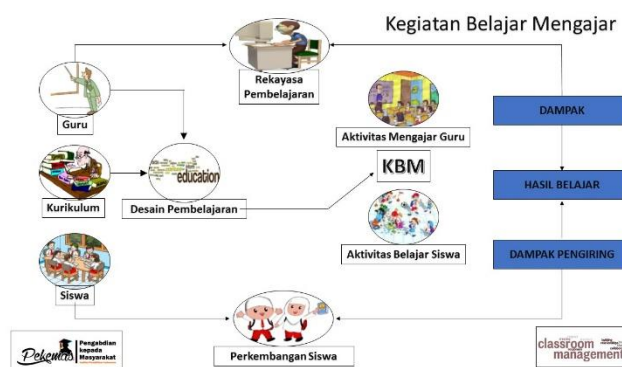 Kegiatan Belajar Mengajar
Rekayasa
Pembelajaran
Guru
Aktivitas Mengajar Guru
DAMPAK
KBM
education
Kurikulum
Desain Pembelajaran
HASIL BELAJAR
Aktivitas Belajar Siswa
DAMPAK PENGIRING
Siswa
Perkembangan Siswa
Pekemas
Pengabdian
kepada
Masyarakat
classroom
management